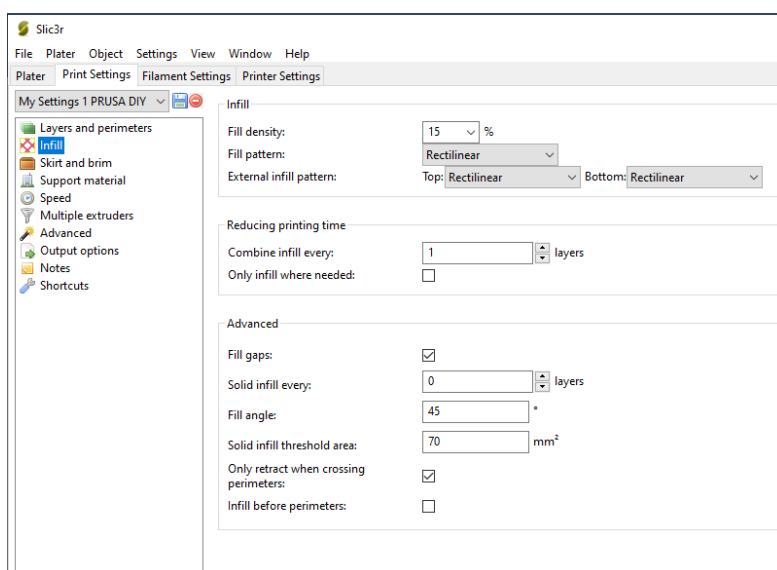 Slic3r
File Plater Object Settings View Window Help
Plater Print Settings Filament Settings Printer Settings
My Settings 1 PRUSA DIY
Layers and perimeters
Infill
Skirt and brim
Support material
Speed
Multiple extruders
Advanced
Output options
Notes
Shortcuts
Infill
Fill density: 15 %
Fill pattern: Rectilinear
External infill pattern: Top: Rectilinear Bottom: Rectilinear
Reducing printing time
Combine infill every: 1 layers
Only infill where needed:
Advanced
Fill gaps:
Solid infill every: 0 layers
Fill angle: 45 °
Solid infill threshold area: 70 mm²
Only retract when crossing
perimeters:
Infill before perimeters: